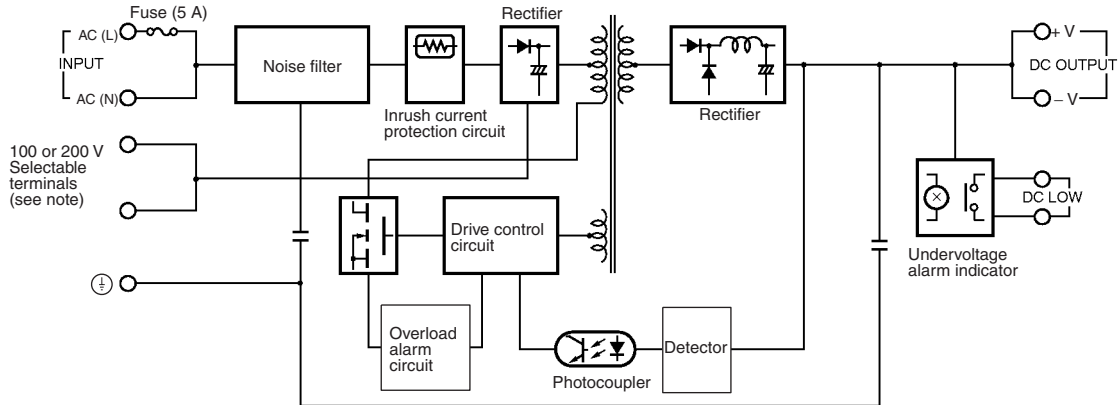 Fuse (5 A)
AC (L)
INPUT
AC (N)
Noise filter
Inrush current
protection circuit
Rectifier
Rectifier
+ V
DC OUTPUT
– V
100 or 200 V
Selectable
terminals
(see note)
Drive control
circuit
DC LOW
Undervoltage
alarm indicator
Overload
alarm
circuit
Photocoupler
Detector